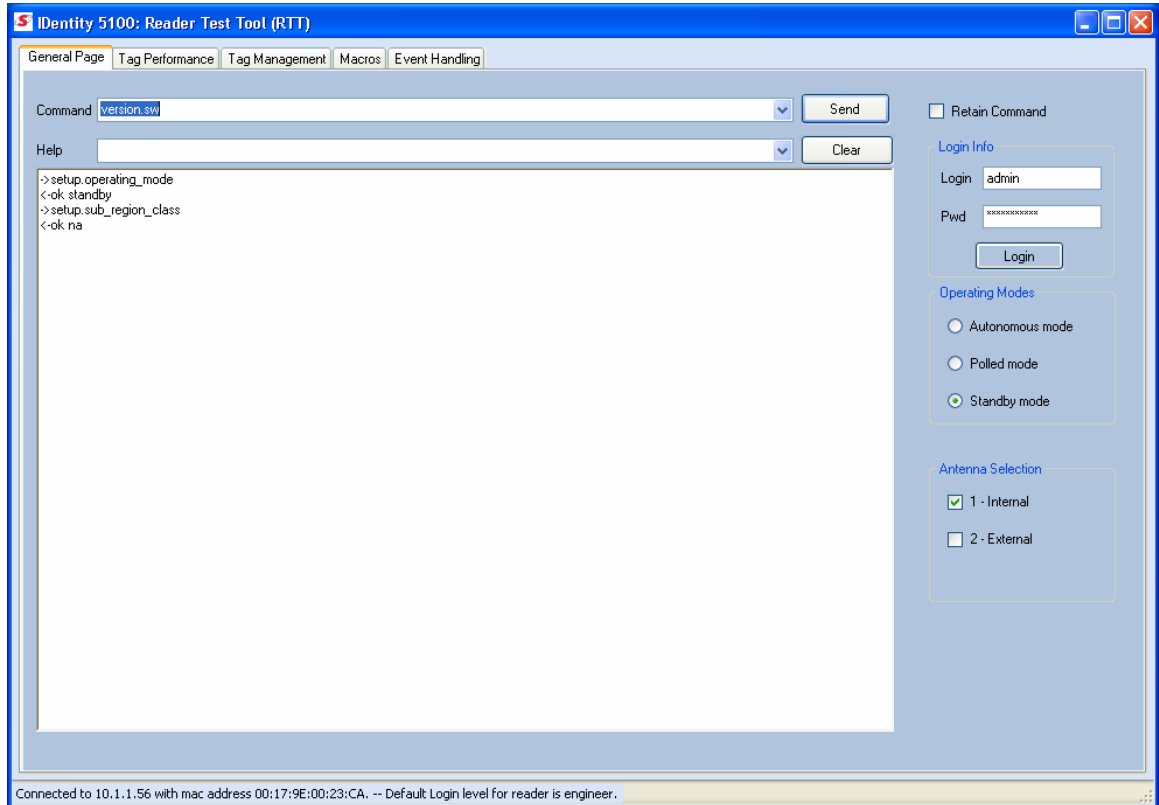 IDentity 5100: Reader Test Tool (RTT)
General Page Tag Performance Tag Management Macros Event Handling
Command version.sw Send
Help Clear
->setup.operating_mode
<-ok standby
->setup.sub_region_class
<-ok na
Retain Command
Login Info
Login admin
Pwd ***********
Login
Operating Modes
Autonomous mode
Polled mode
Standby mode
Antenna Selection
1 - Internal
2 - External
Connected to 10.1.1.56 with mac address 00:17:9E:00:23:CA. -- Default Login level for reader is engineer.